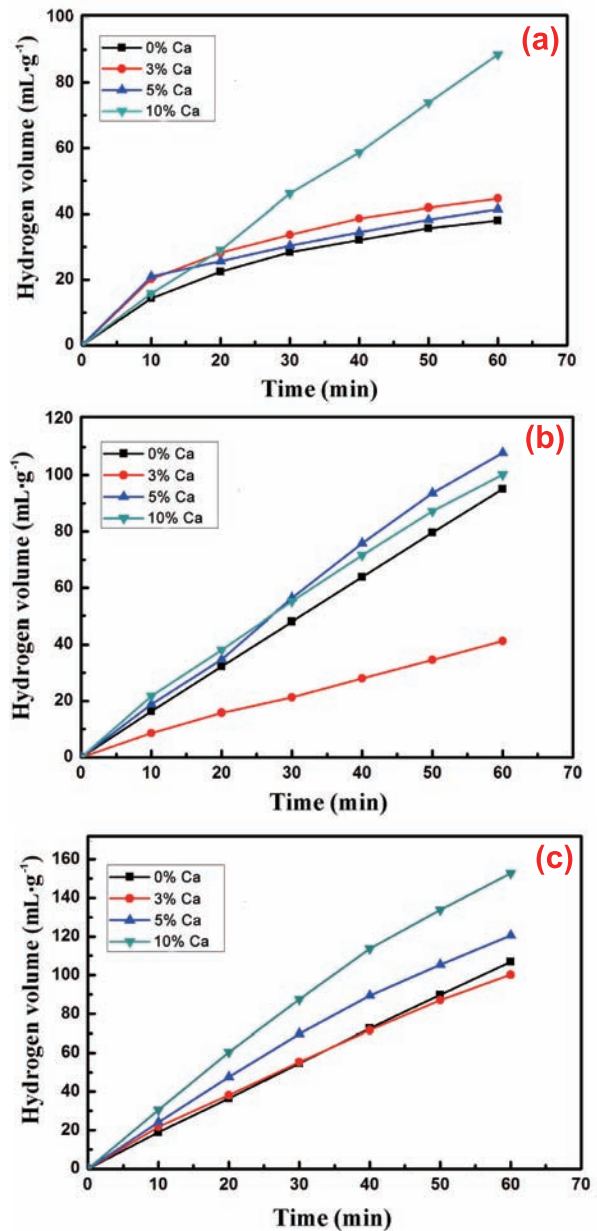 (a)
0% Ca
3% Ca
5% Ca
10% Ca
Hydrogen volume (mL·g⁻¹)
100
80
60
40
20
0
0 10 20 30 40 50 60 70
Time (min)
(b)
0% Ca
3% Ca
5% Ca
10% Ca
Hydrogen volume (mL·g⁻¹)
120
100
80
60
40
20
0
0 10 20 30 40 50 60 70
Time (min)
(c)
0% Ca
3% Ca
5% Ca
10% Ca
Hydrogen volume (mL·g⁻¹)
160
140
120
100
80
60
40
20
0
0 10 20 30 40 50 60 70
Time (min)